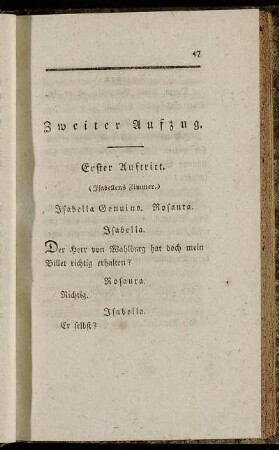 47
Zweiter Aufzug.
Erster Auftritt.
(Isabellens Zimmer.)
Isabella Genuino. Rosaura.
Isabella.
Der Herr von Wahlburg hat doch mein
Billet richtig erhalten?
Rosaura.
Richtig.
Isabella.
Er selbst?